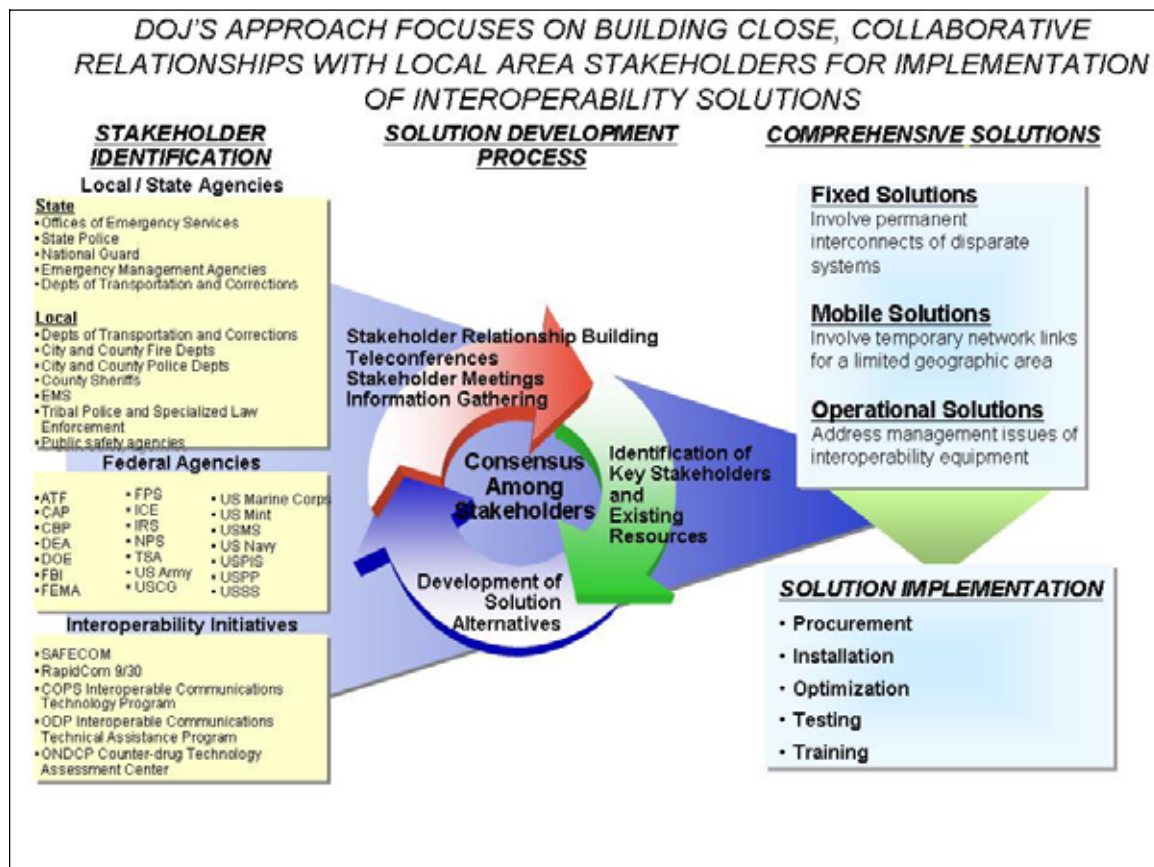 DOJ'S APPROACH FOCUSES ON BUILDING CLOSE, COLLABORATIVE
RELATIONSHIPS WITH LOCAL AREA STAKEHOLDERS FOR IMPLEMENTATION
OF INTEROPERABILITY SOLUTIONS
STAKEHOLDER
IDENTIFICATION
Local / State Agencies
State
•Offices of Emergency Services
•State Police
•National Guard
•Emergency Management Agencies
•Depts of Transportation and Corrections
Local
•Depts of Transportation and Corrections
•City and County Fire Depts
•City and County Police Depts
•County Sheriffs
•EMS
•Tribal Police and Specialized Law
Enforcement
•Public safety agencies
Federal Agencies
•ATF
•CAP
•CBP
•DEA
•DOE
•FBI
•FEMA
•FPS
•ICE
•IRS
•NPS
•TSA
•US Army
•USCG
•US Marine Corps
•US Mint
•USMS
•US Navy
•USPIS
•USPP
•USSS
Interoperability Initiatives
•SAFECOM
•RapidCom 9/30
•COPS Interoperable Communications
Technology Program
•ODP Interoperable Communications
Technical Assistance Program
•ONDCP Counter-drug Technology
Assessment Center
SOLUTION DEVELOPMENT
PROCESS
Stakeholder Relationship Building
Teleconferences
Stakeholder Meetings
Information Gathering
Consensus
Among
Stakeholders
Identification of
Key Stakeholders
and
Existing
Resources
Development of
Solution
Alternatives
COMPREHENSIVE SOLUTIONS
Fixed Solutions
Involve permanent
interconnects of disparate
systems
Mobile Solutions
Involve temporary network links
for a limited geographic area
Operational Solutions
Address management issues of
interoperability equipment
SOLUTION IMPLEMENTATION
• Procurement
• Installation
• Optimization
• Testing
• Training